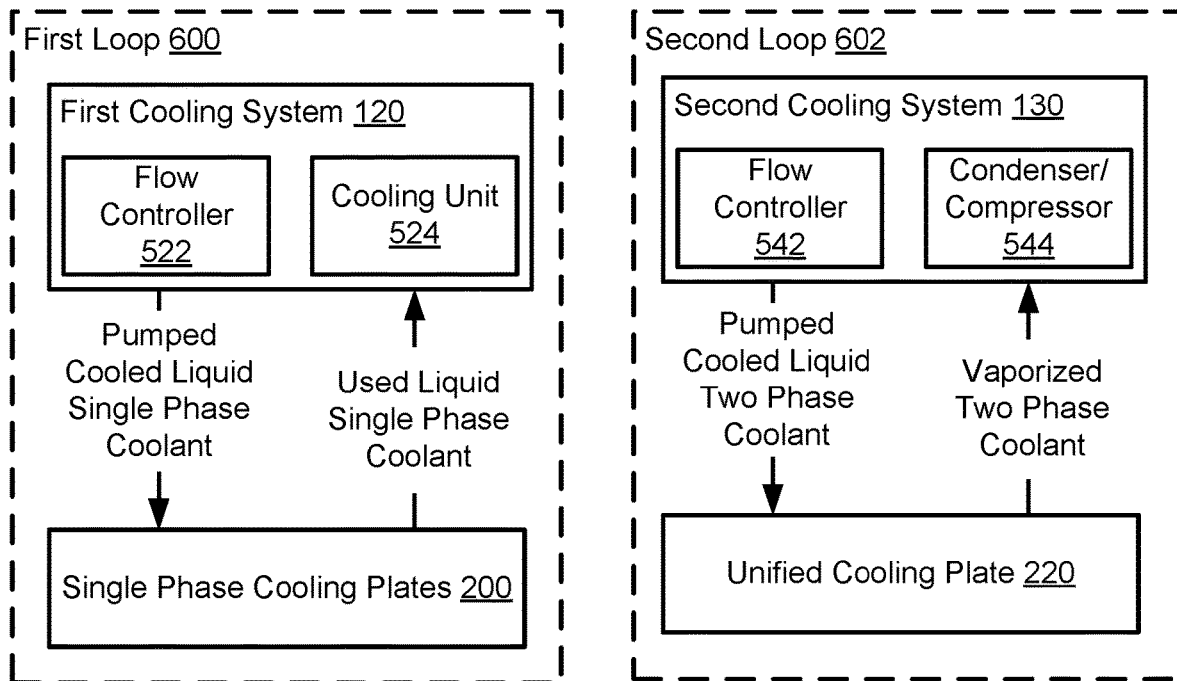 First Loop 600
First Cooling System 120
Flow
Controller
522
Cooling Unit
524
Pumped
Cooled Liquid
Single Phase
Coolant
Used Liquid
Single Phase
Coolant
Single Phase Cooling Plates 200
Second Loop 602
Second Cooling System 130
Flow
Controller
542
Condenser/
Compressor
544
Pumped
Cooled Liquid
Two Phase
Coolant
Vaporized
Two Phase
Coolant
Unified Cooling Plate 220